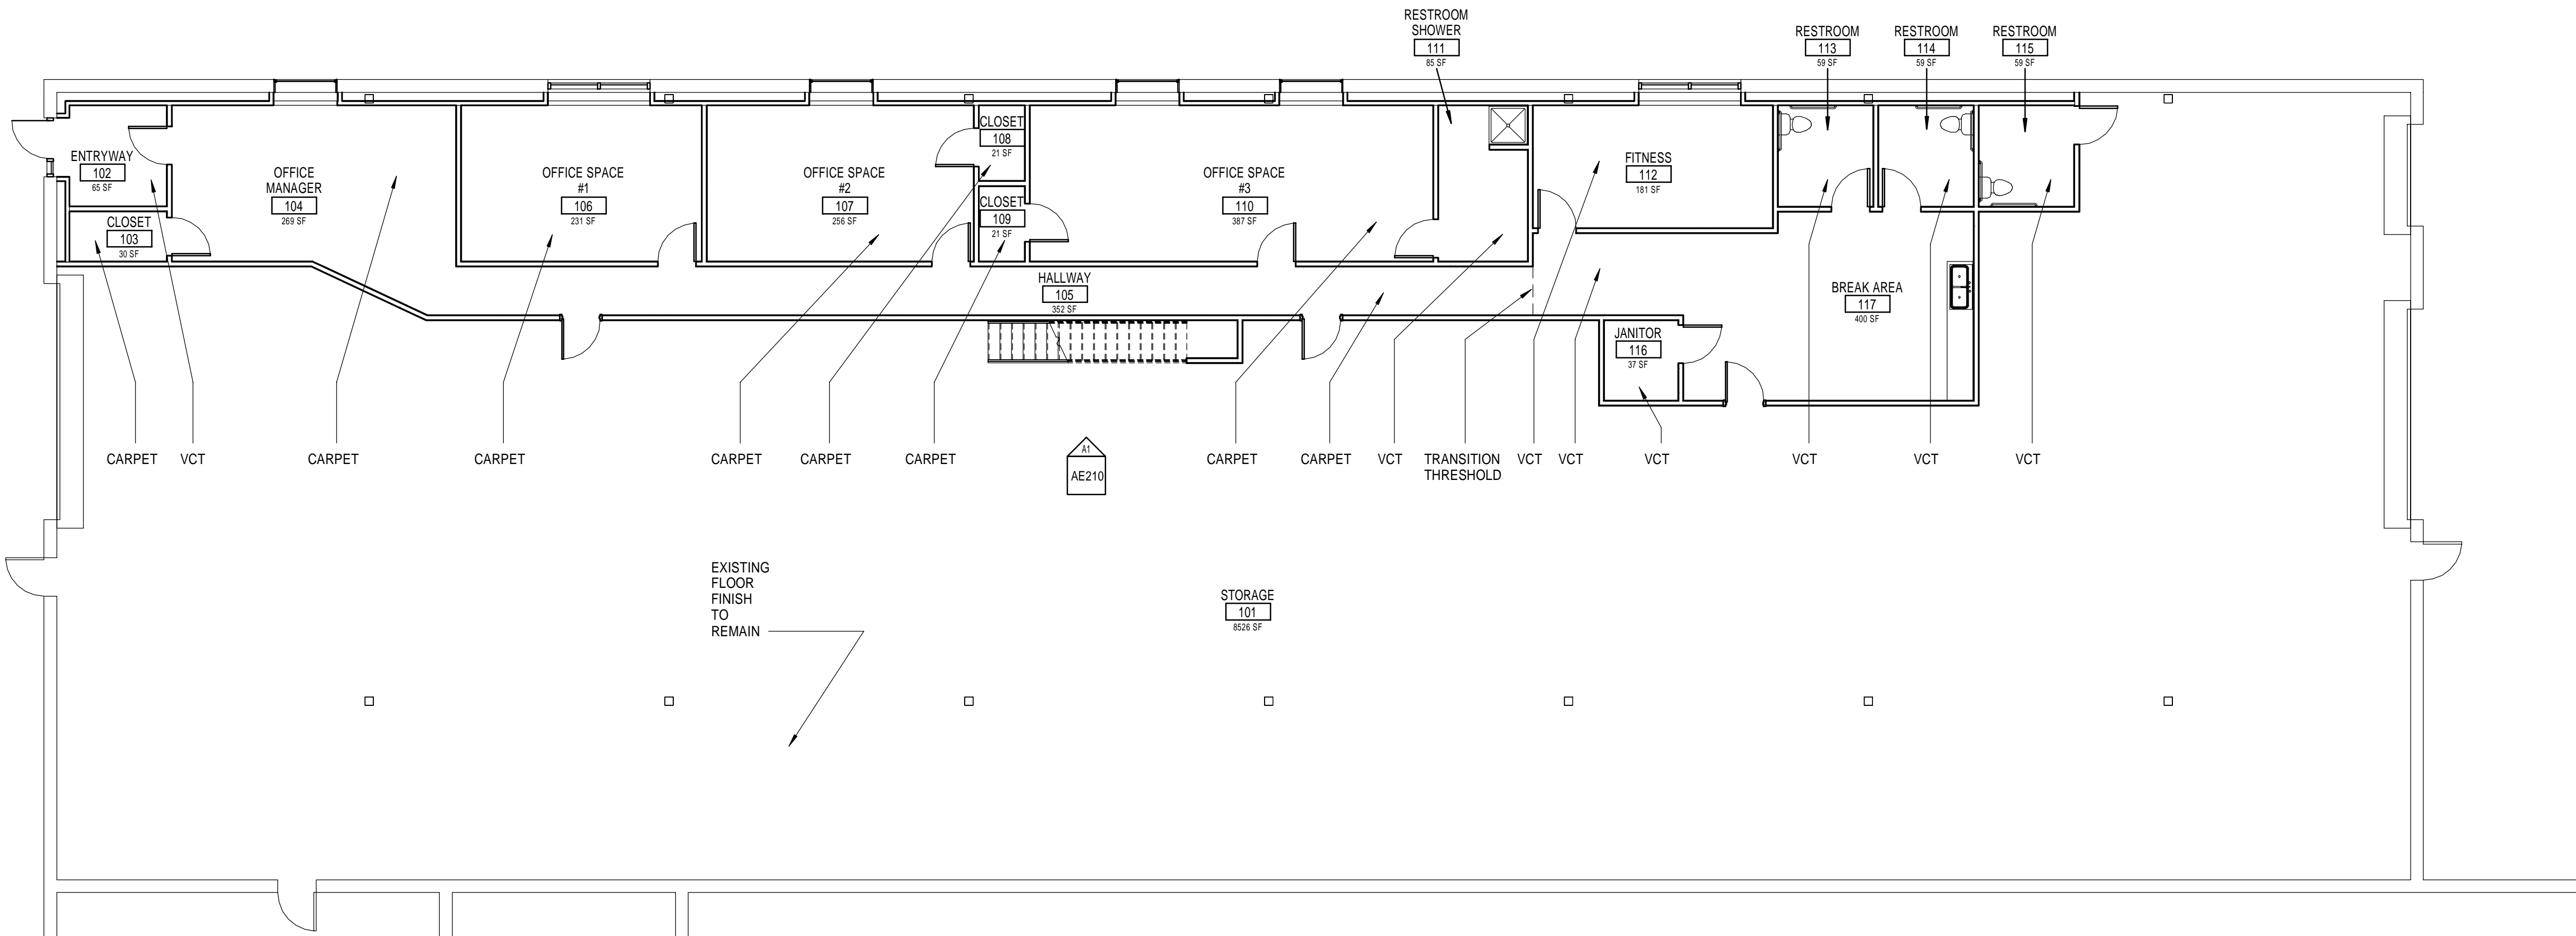 RESTROOM
SHOWER
111
85 SF
RESTROOM
113
59 SF
RESTROOM
114
59 SF
RESTROOM
115
59 SF
ENTRYWAY
102
65 SF
CLOSET
103
30 SF
OFFICE
MANAGER
104
269 SF
OFFICE SPACE
#1
106
231 SF
OFFICE SPACE
#2
107
256 SF
CLOSET
108
21 SF
CLOSET
109
21 SF
OFFICE SPACE
#3
110
387 SF
FITNESS
112
181 SF
HALLWAY
105
352 SF
BREAK AREA
117
400 SF
JANITOR
116
37 SF
CARPET
VCT
CARPET
CARPET
CARPET
CARPET
CARPET
CARPET
CARPET
VCT
TRANSITION
THRESHOLD
VCT
VCT
VCT
VCT
VCT
VCT
A1
AE210
EXISTING
FLOOR
FINISH
TO
REMAIN
STORAGE
101
8526 SF